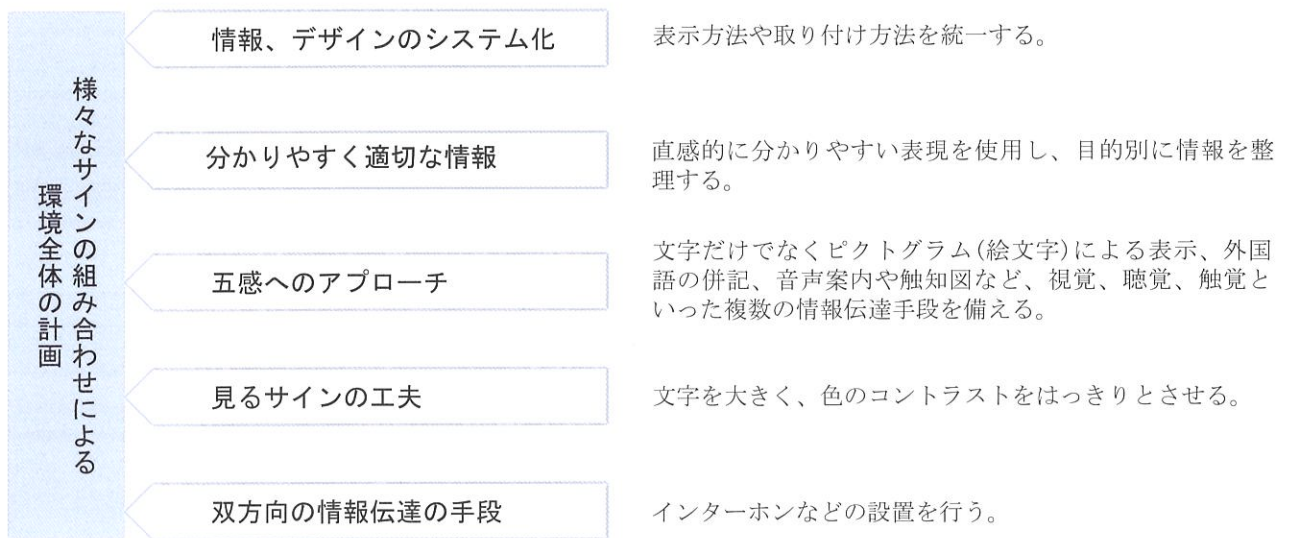 様々なサインの組み合わせによる
環境全体の計画
情報、デザインのシステム化
表示方法や取り付け方法を統一する。
分かりやすく適切な情報
直感的に分かりやすい表現を使用し、目的別に情報を整
理する。
五感へのアプローチ
文字だけでなくピクトグラム(絵文字)による表示、外国
語の併記、音声案内や触知図など、視覚、聴覚、触覚と
いった複数の情報伝達手段を備える。
見るサインの工夫
文字を大きく、色のコントラストをはっきりとさせる。
双方向の情報伝達の手段
インターホンなどの設置を行う。